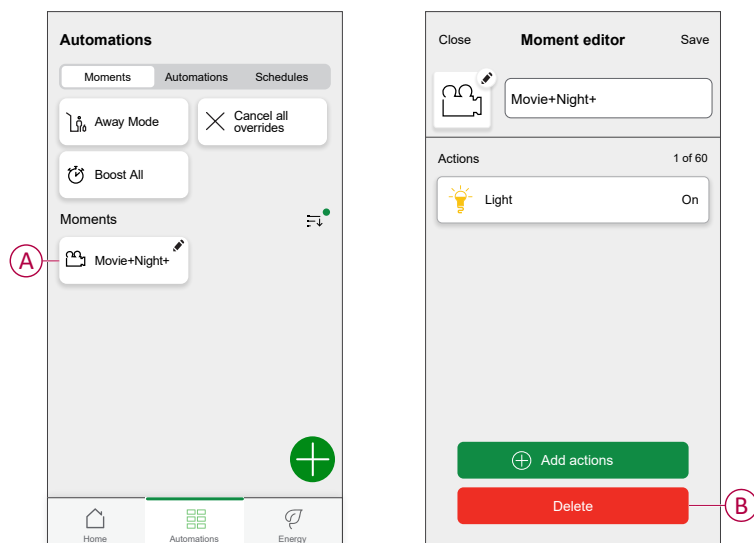 Automations
Moments Automations Schedules
Away Mode
Cancel all
overrides
Boost All
Moments
A
Movie+Night+
Home Automations Energy
Close Moment editor Save
Movie+Night+
Actions 1 of 60
Light On
Add actions
Delete
B